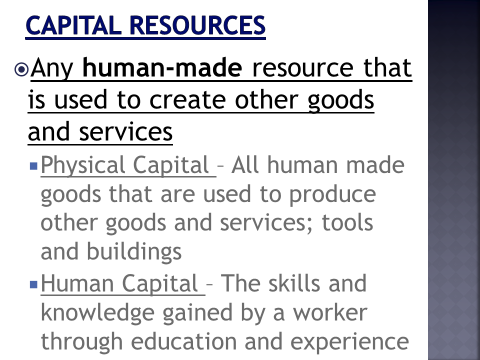 CAPITAL RESOURCES
Any human-made resource that
is used to create other goods
and services
Physical Capital – All human made
goods that are used to produce
other goods and services; tools
and buildings
Human Capital – The skills and
knowledge gained by a worker
through education and experience